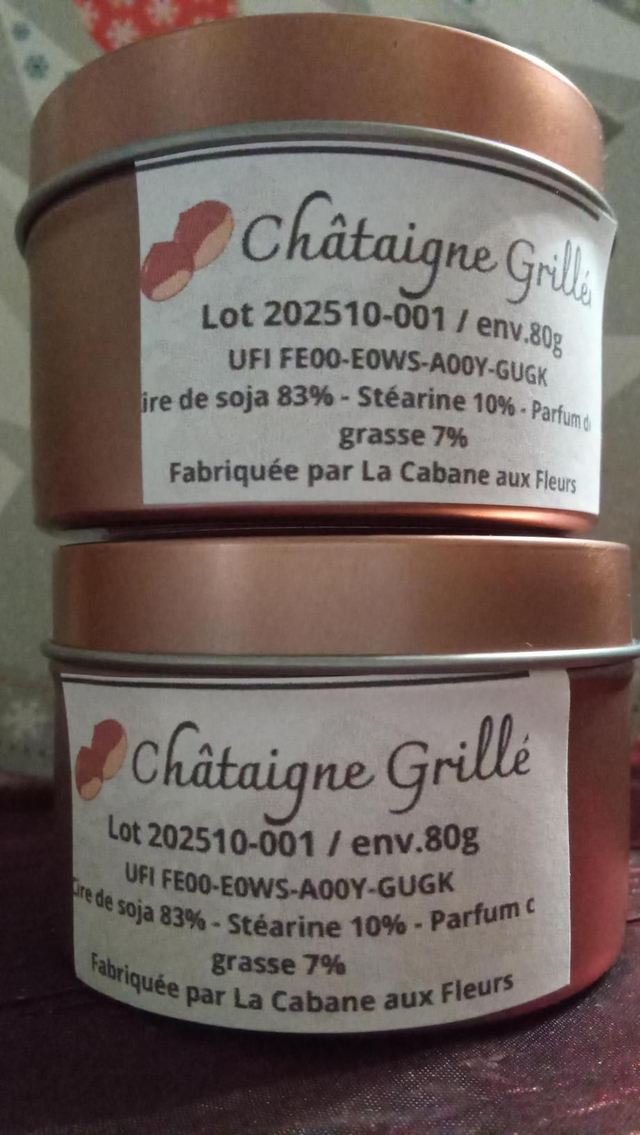 Châtaigne Grillé
Lot 202510-001 / env.80g
UFI FE00-E0WS-A00Y-GUGK
ire de soja 83% - Stéarine 10% - Parfum d
grasse 7%
Fabriquée par La Cabane aux Fleurs
Châtaigne Grillé
Lot 202510-001 / env.80g
UFI FE00-E0WS-A00Y-GUGK
Cire de soja 83% - Stéarine 10% - Parfum d
grasse 7%
Fabriquée par La Cabane aux Fleurs